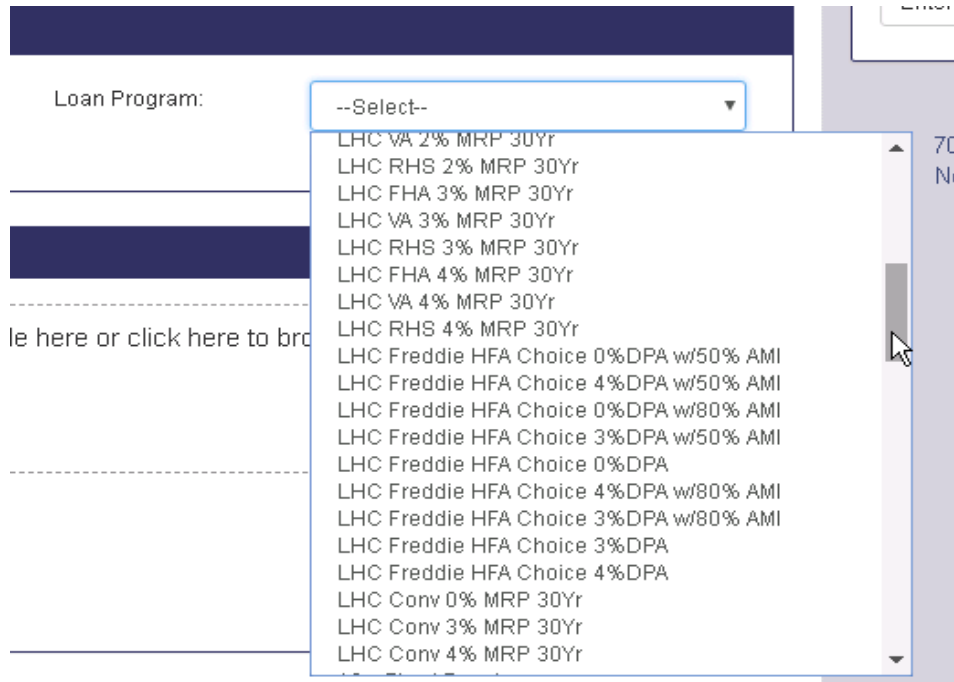 Loan Program:
--Select--
LHC VA 2% MRP 30Yr
LHC RHS 2% MRP 30Yr
LHC FHA 3% MRP 30Yr
LHC VA 3% MRP 30Yr
LHC RHS 3% MRP 30Yr
LHC FHA 4% MRP 30Yr
LHC VA 4% MRP 30Yr
LHC RHS 4% MRP 30Yr
LHC Freddie HFA Choice 0%DPA w/50% AMI
LHC Freddie HFA Choice 4%DPA w/50% AMI
LHC Freddie HFA Choice 0%DPA w/80% AMI
LHC Freddie HFA Choice 3%DPA w/50% AMI
LHC Freddie HFA Choice 0%DPA
LHC Freddie HFA Choice 4%DPA w/80% AMI
LHC Freddie HFA Choice 3%DPA w/80% AMI
LHC Freddie HFA Choice 3%DPA
LHC Freddie HFA Choice 4%DPA
LHC Conv 0% MRP 30Yr
LHC Conv 3% MRP 30Yr
LHC Conv 4% MRP 30Yr
le here or click here to bro
70